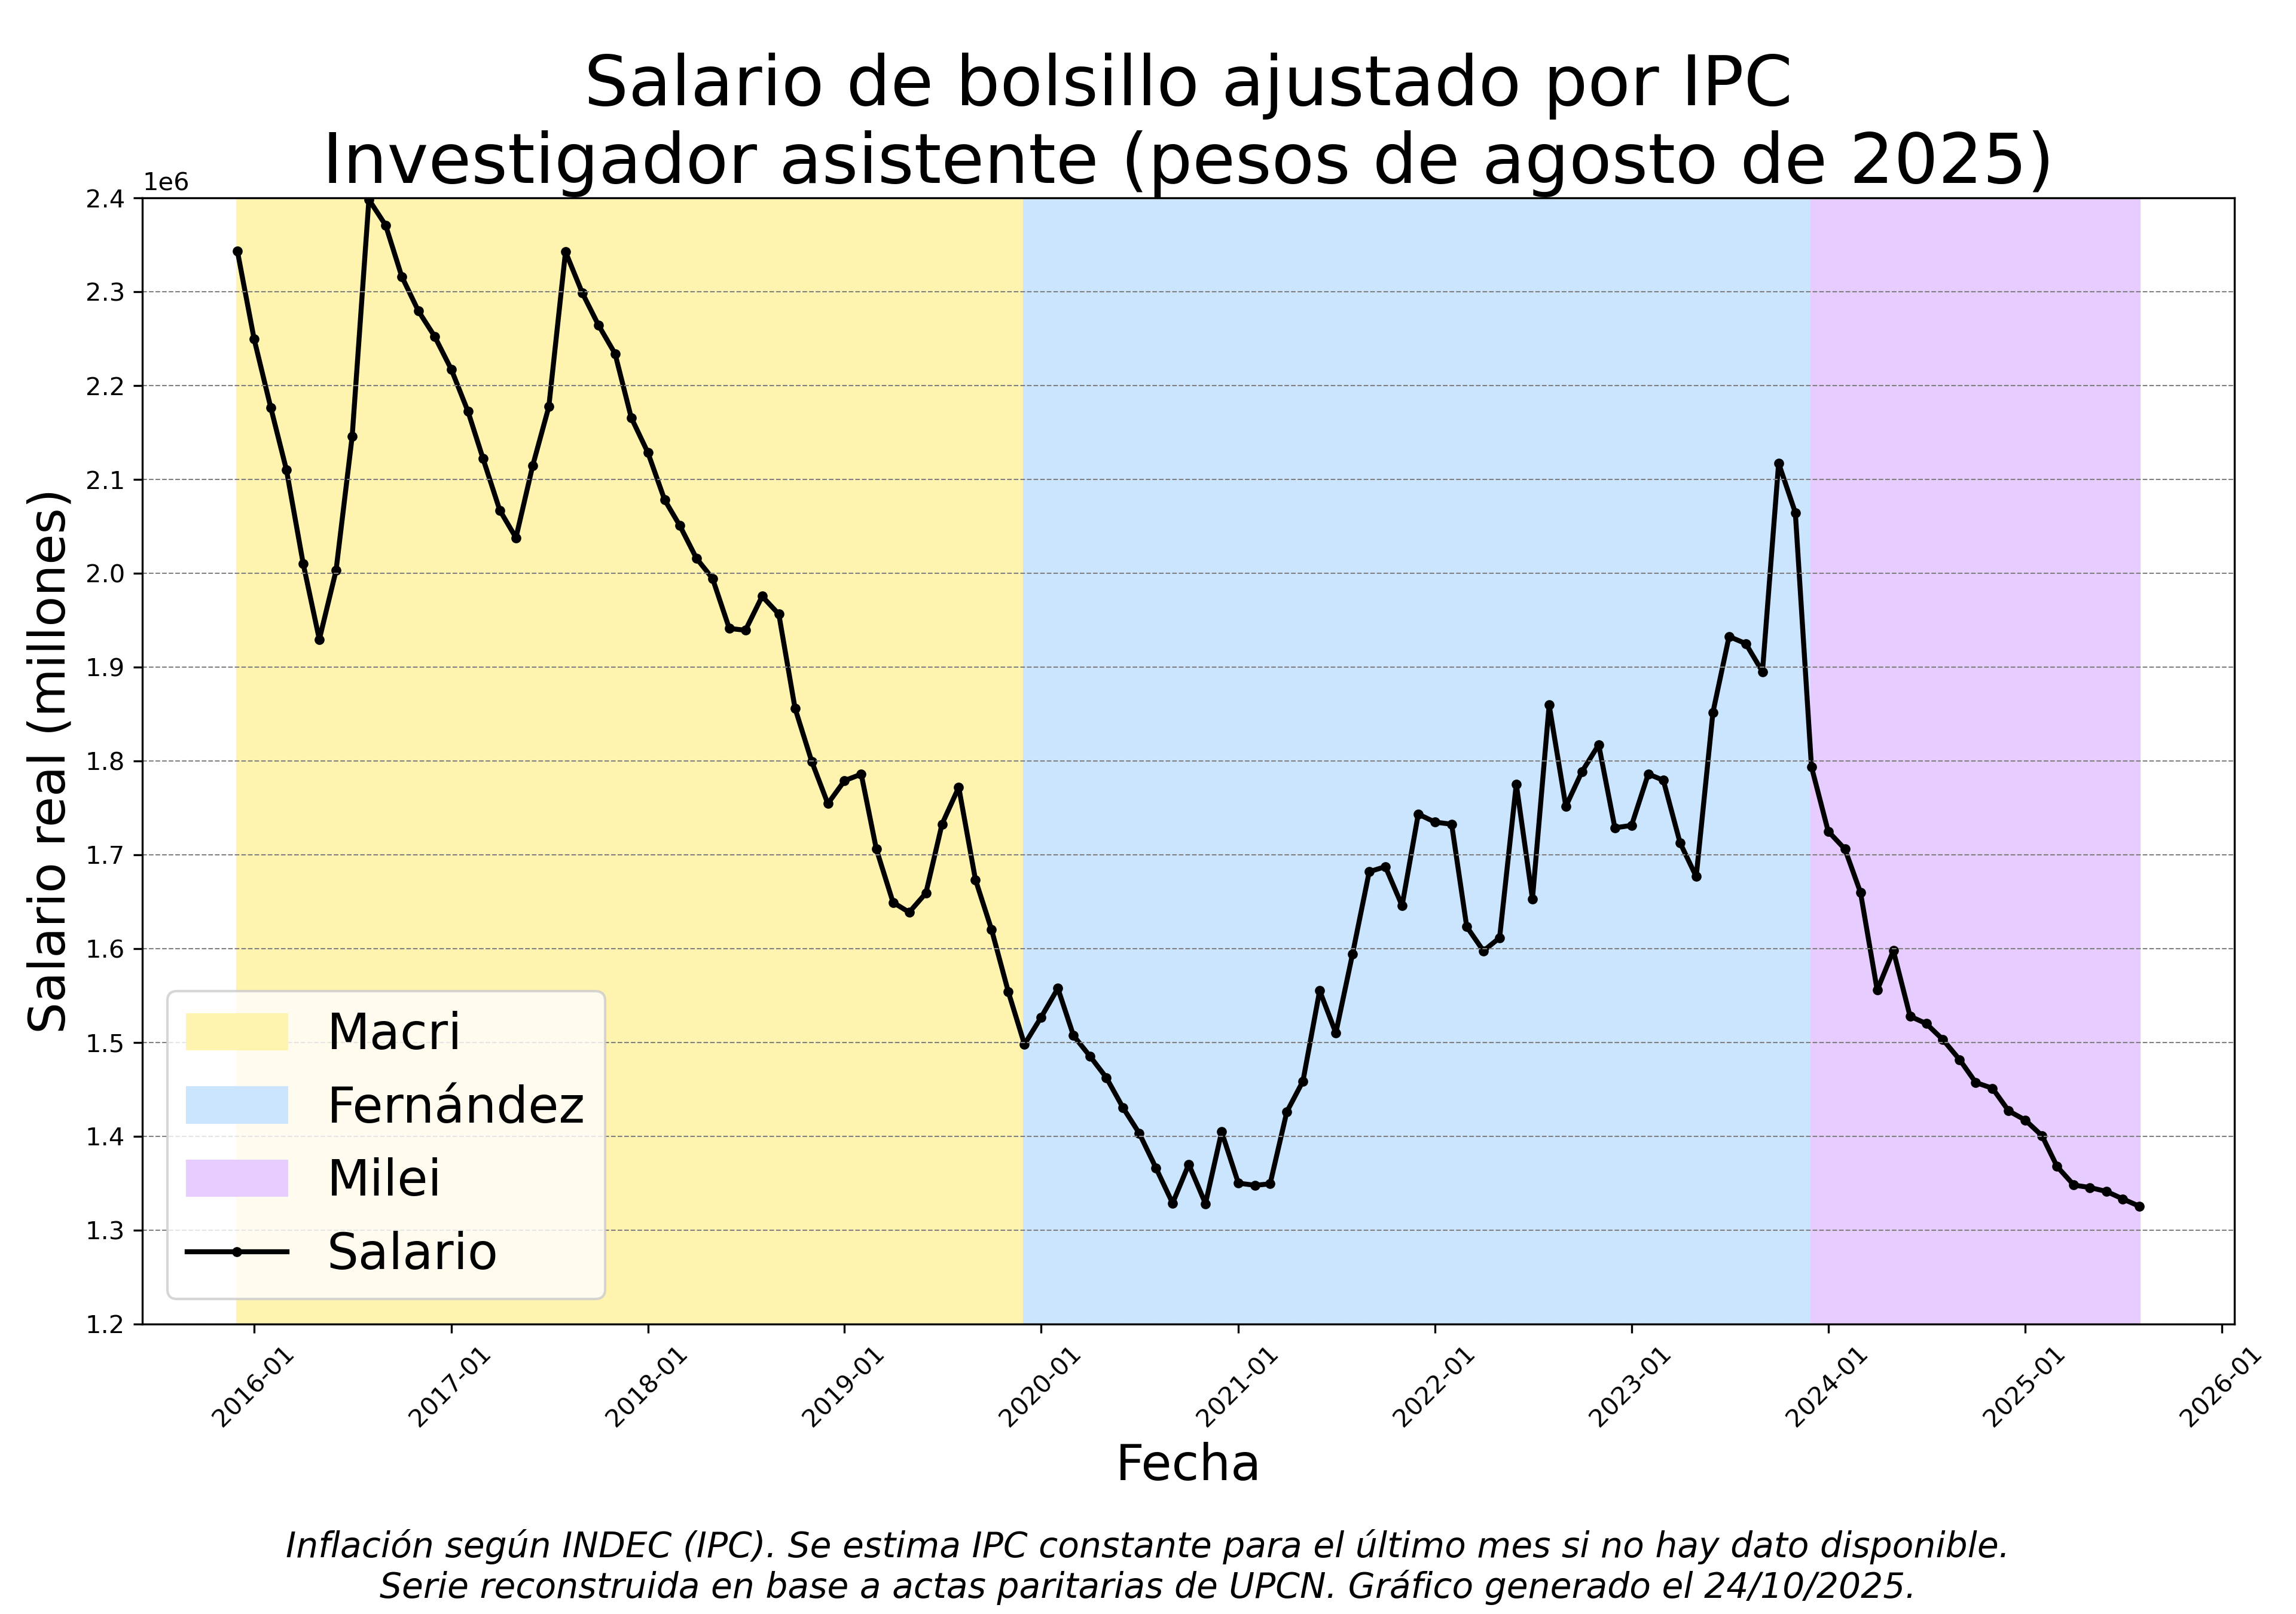 Salario de bolsillo ajustado por IPC
Investigador asistente (pesos de agosto de 2025)
1e6
2.4
2.3
2.2
2.1
2.0
1.9
1.8
1.7
1.6
1.5
1.4
1.3
1.2
Salario real (millones)
Macri
Fernández
Milei
Salario
2016-01
2017-01
2018-01
2019-01
2020-01
2021-01
2022-01
2023-01
2024-01
2025-01
2026-01
Fecha
Inflación según INDEC (IPC). Se estima IPC constante para el último mes si no hay dato disponible.
Serie reconstruida en base a actas paritarias de UPCN. Gráfico generado el 24/10/2025.